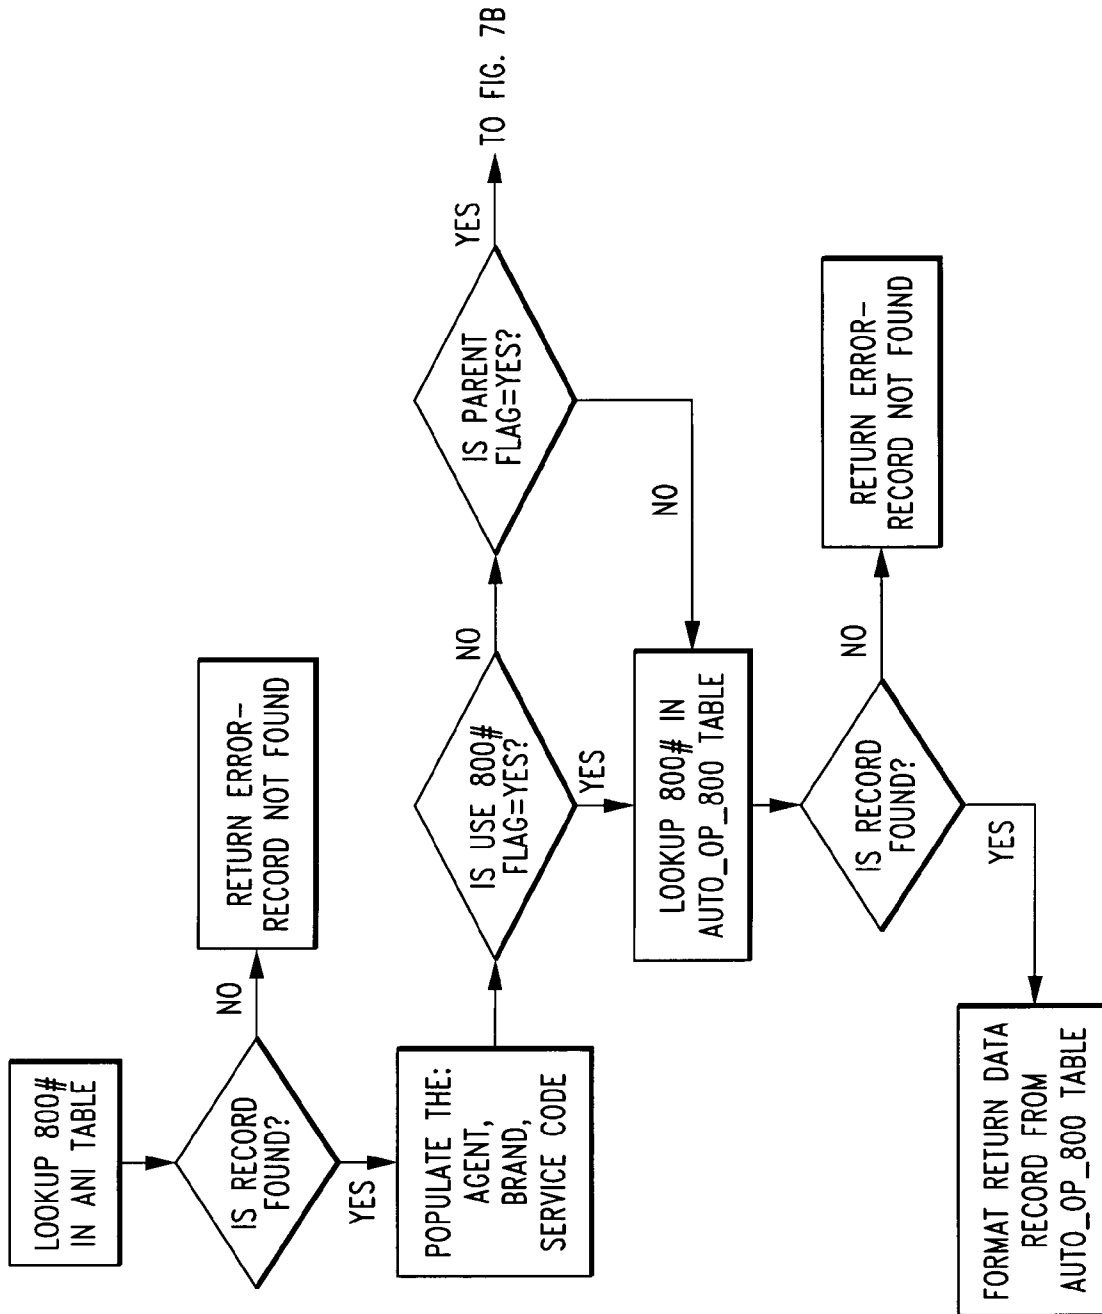 LOOKUP 800#
IN ANI TABLE
IS RECORD
FOUND?
NO
RETURN ERROR-
RECORD NOT FOUND
YES
POPULATE THE:
AGENT,
BRAND,
SERVICE CODE
IS USE 800#
FLAG=YES?
NO
IS PARENT
FLAG=YES?
YES
TO FIG. 7B
YES
NO
LOOKUP 800# IN
AUTO_OP_800 TABLE
IS RECORD
FOUND?
NO
RETURN ERROR-
RECORD NOT FOUND
YES
FORMAT RETURN DATA
RECORD FROM
AUTO_OP_800 TABLE